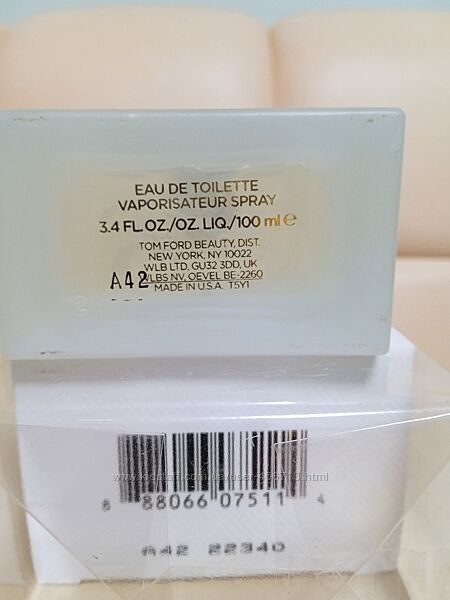 EAU DE TOILETTE
VAPORISATEUR SPRAY
3.4 FL.OZ./OZ. LIQ./100 ml e
TOM FORD BEAUTY, DIST.
NEW YORK, NY 10022
WLB LTD, GU32 3DD, UK
WLBS NV, OEVEL BE-2260
A42
MADE IN U.S.A. T5Y1
88066 07511 4
A42 22340